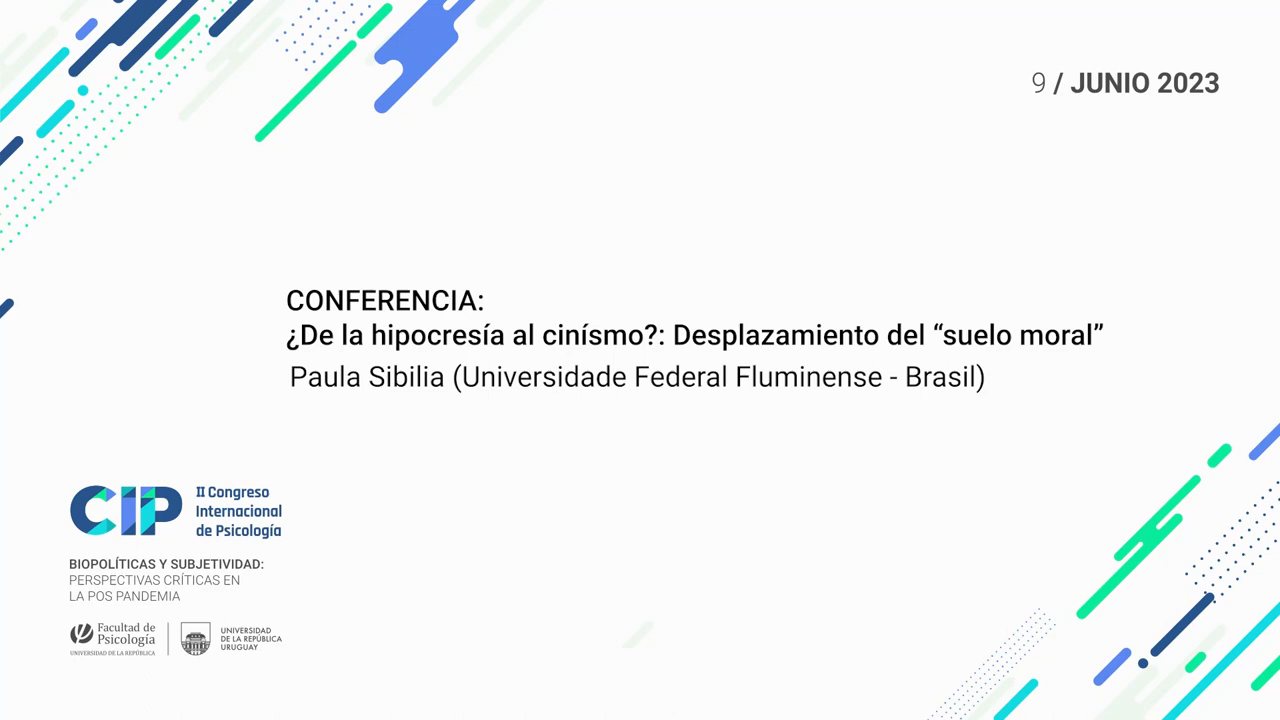 9 / JUNIO 2023
CONFERENCIA:
¿De la hipocresía al cinísmo?: Desplazamiento del “suelo moral”
Paula Sibilia (Universidade Federal Fluminense - Brasil)
CIP
II Congreso
Internacional
de Psicología
BIOPOLÍTICAS Y SUBJETIVIDAD:
PERSPECTIVAS CRÍTICAS EN
LA POS PANDEMIA
Facultad de
Psicología
UNIVERSIDAD DE LA REPÚBLICA
UNIVERSIDAD
DE LA REPÚBLICA
URUGUAY